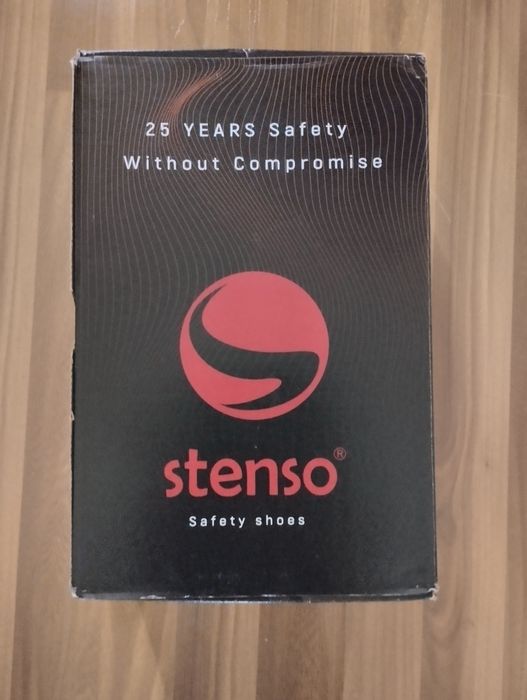 25 YEARS Safety
Without Compromise
stenso®
Safety shoes